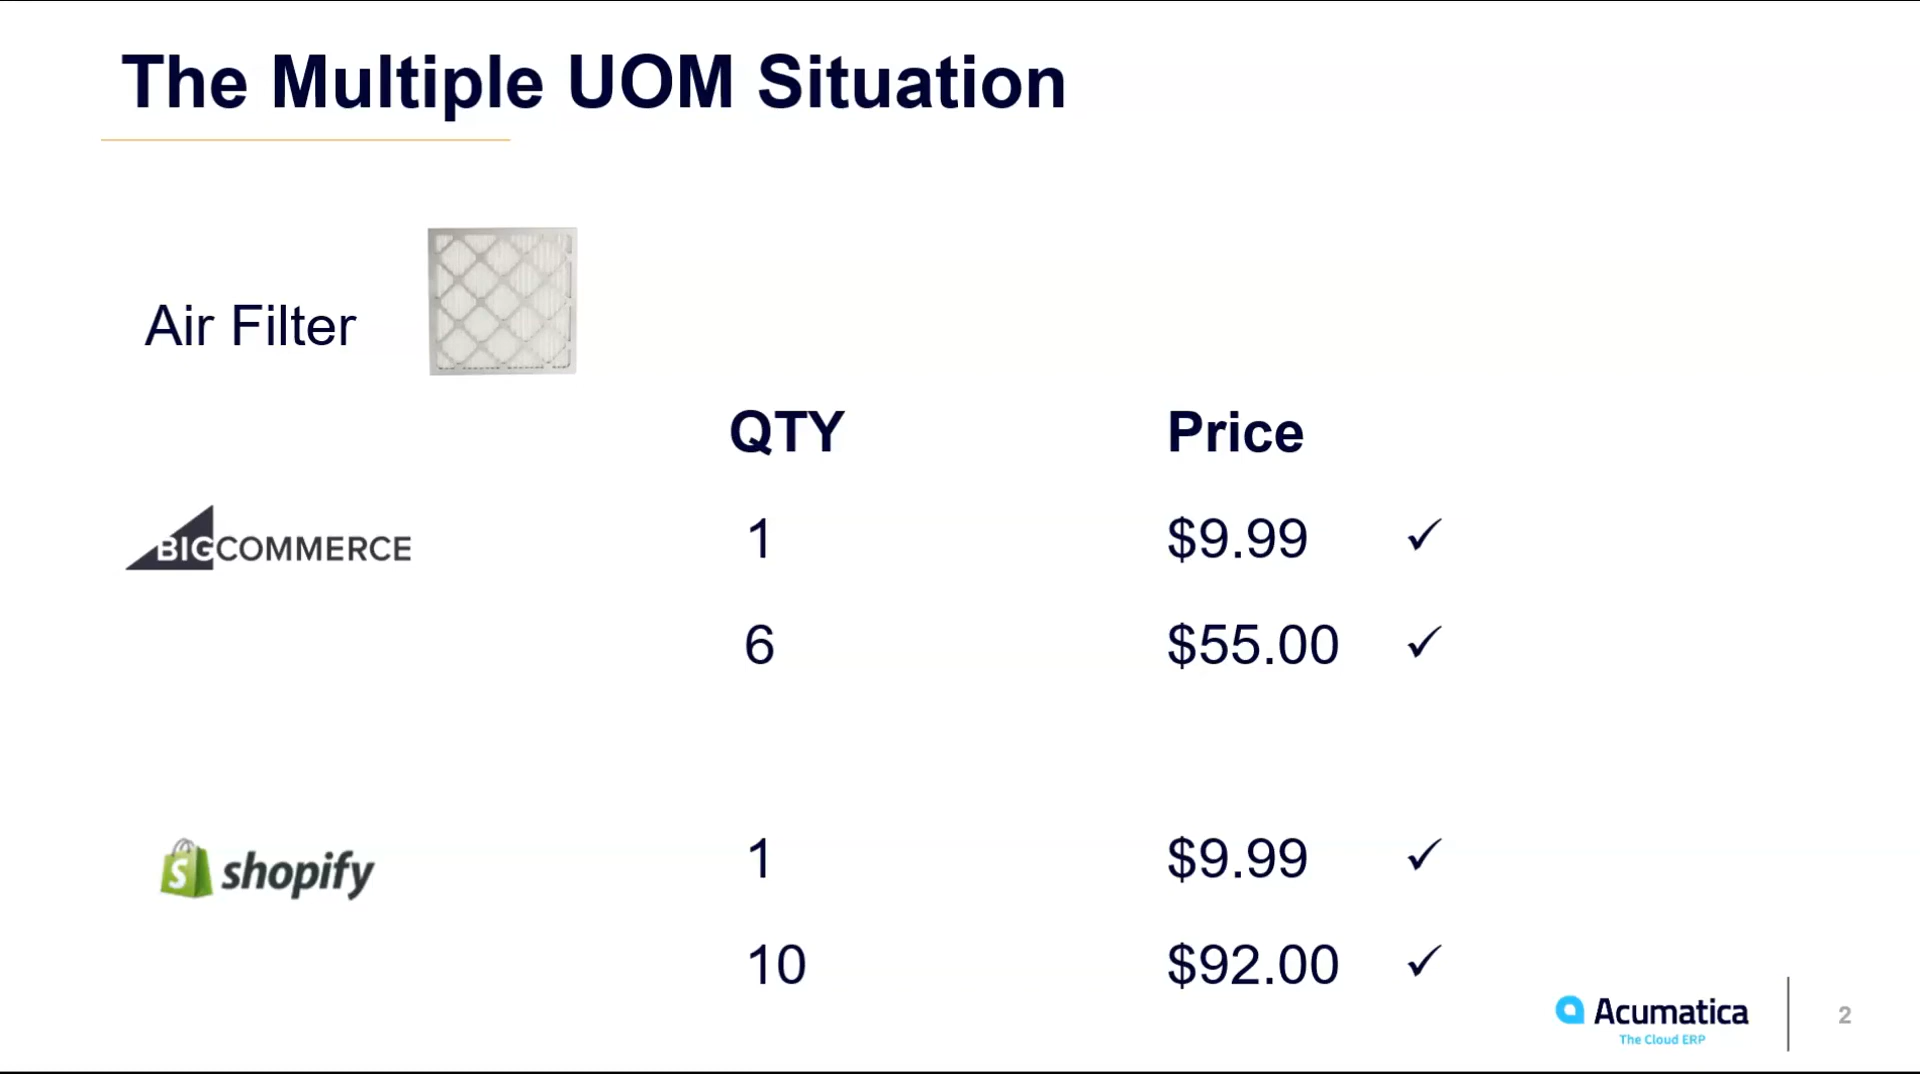 The Multiple UOM Situation
Air Filter
QTY Price
BIGCOMMERCE 1 $9.99 ✓
6 $55.00 ✓
shopify 1 $9.99 ✓
10 $92.00 ✓
Acumatica
The Cloud ERP
2